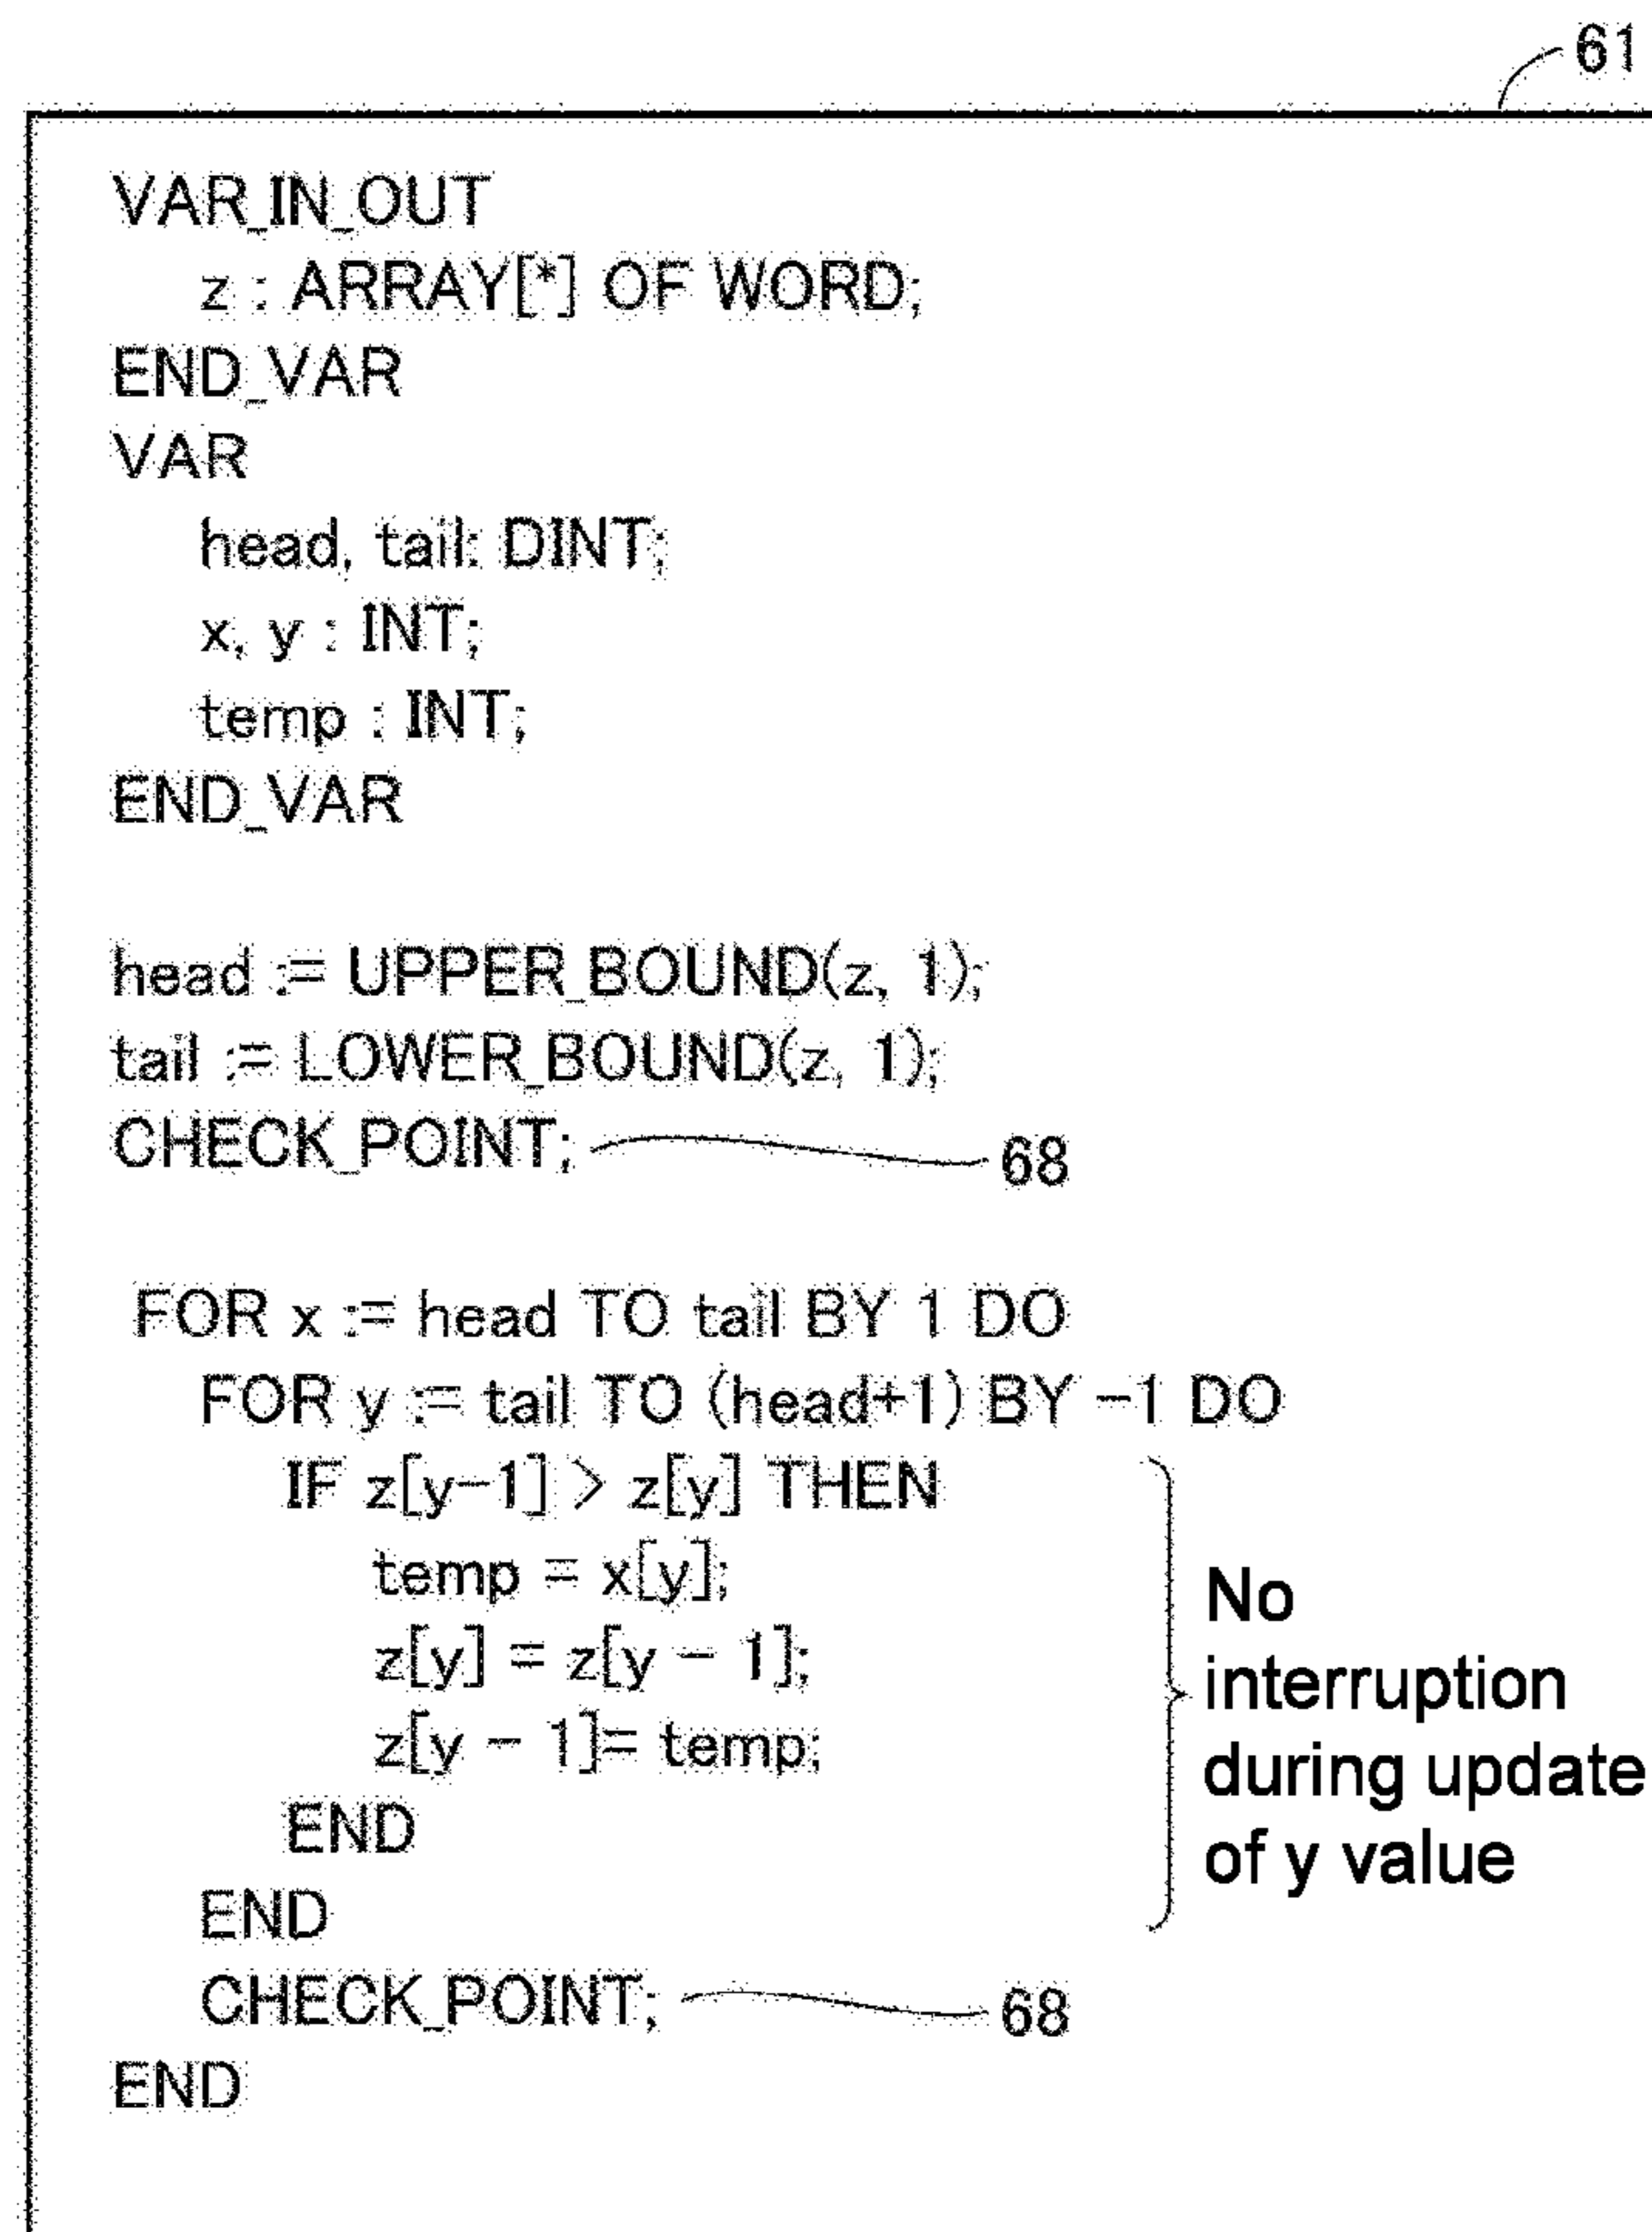 61
VAR_IN_OUT
z : ARRAY[*] OF WORD;
END_VAR
VAR
head, tail: DINT;
x, y : INT;
temp : INT;
END_VAR
head := UPPER_BOUND(z, 1);
tail := LOWER_BOUND(z, 1);
CHECK_POINT; 68
FOR x := head TO tail BY 1 DO
FOR y := tail TO (head+1) BY -1 DO
IF z[y-1] > z[y] THEN
temp = x[y];
z[y] = z[y - 1];
z[y - 1]= temp;
END
END
No
interruption
during update
of y value
CHECK_POINT; 68
END